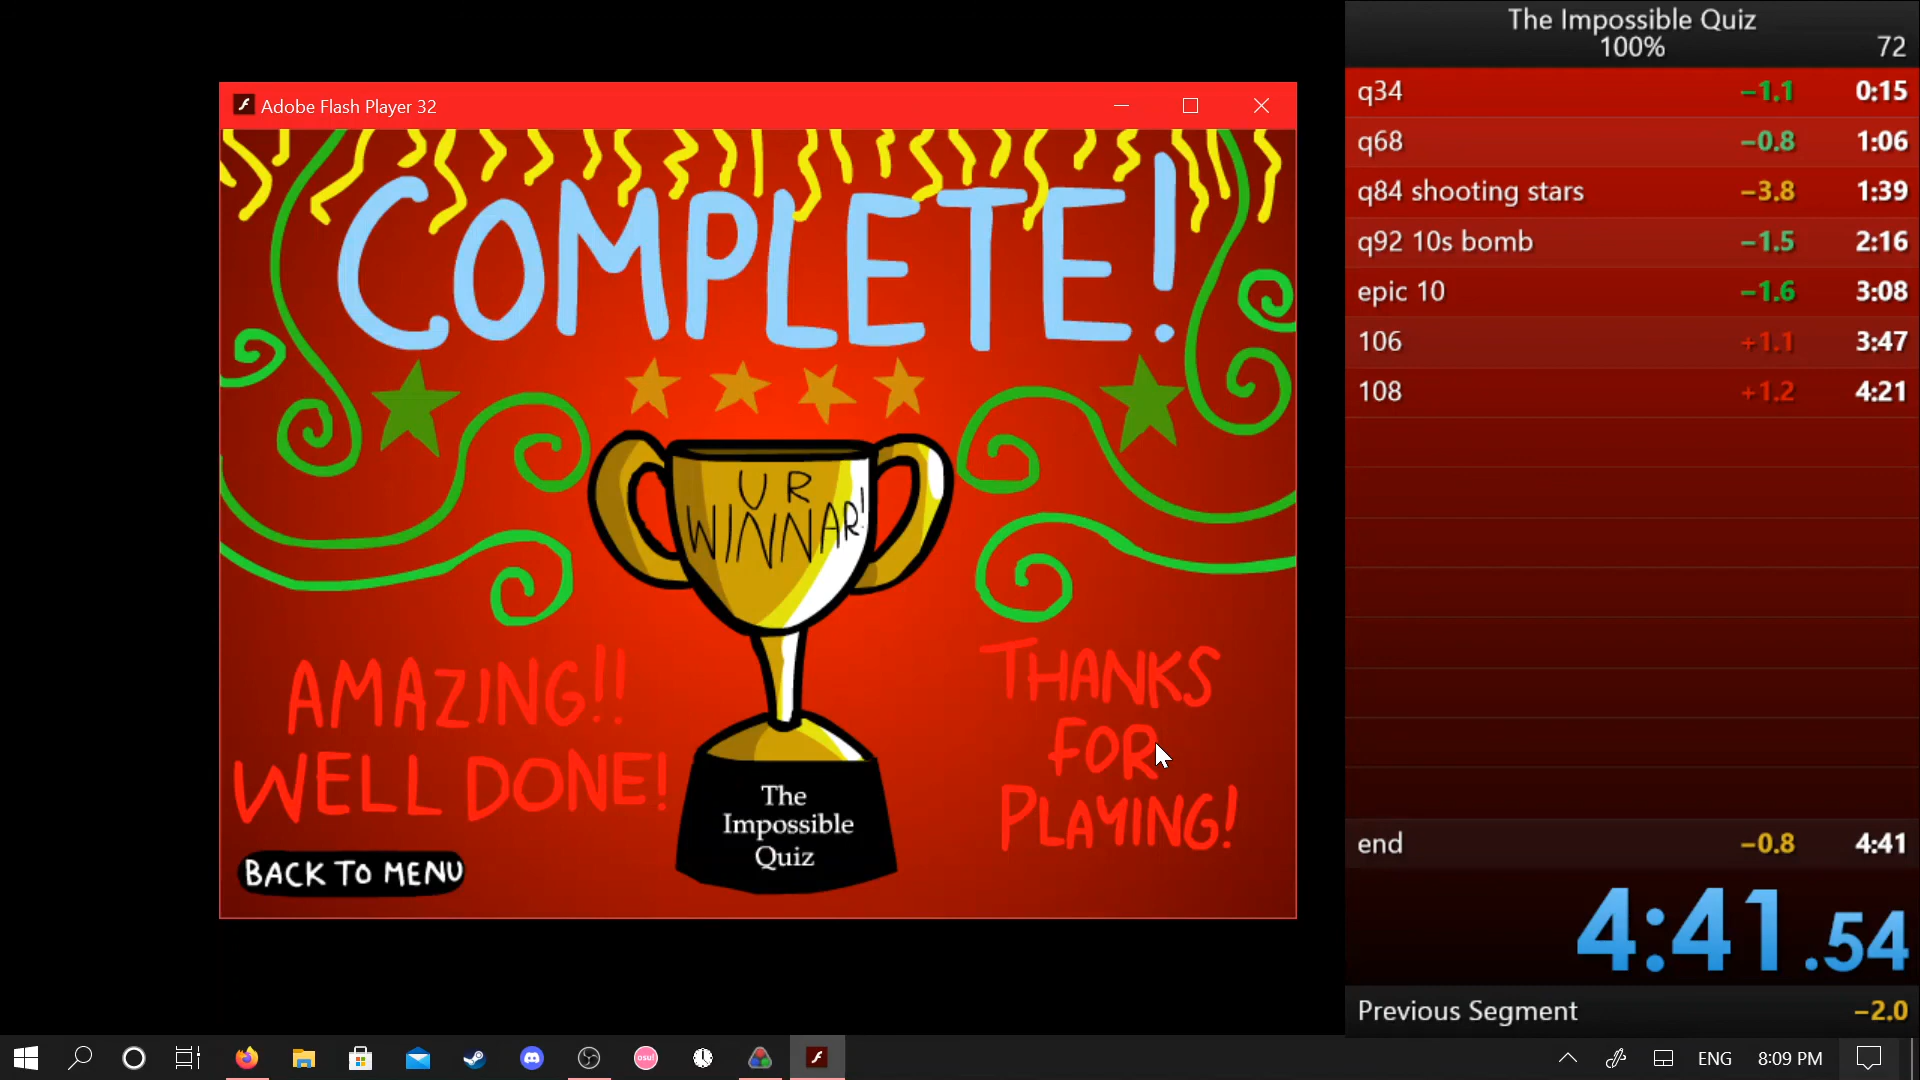 The Impossible Quiz
100%
72
Adobe Flash Player 32
COMPLETE!
U R
WINNAR!
AMAZING!!
WELL DONE!
THANKS
FOR
PLAYING!
The
Impossible
Quiz
BACK TO MENU
q34 −1.1 0:15
q68 −0.8 1:06
q84 shooting stars −3.8 1:39
q92 10s bomb −1.5 2:16
epic 10 −1.6 3:08
106 +1.1 3:47
108 +1.2 4:21
end −0.8 4:41
4:41.54
Previous Segment −2.0
osu!
ENG
8:09 PM